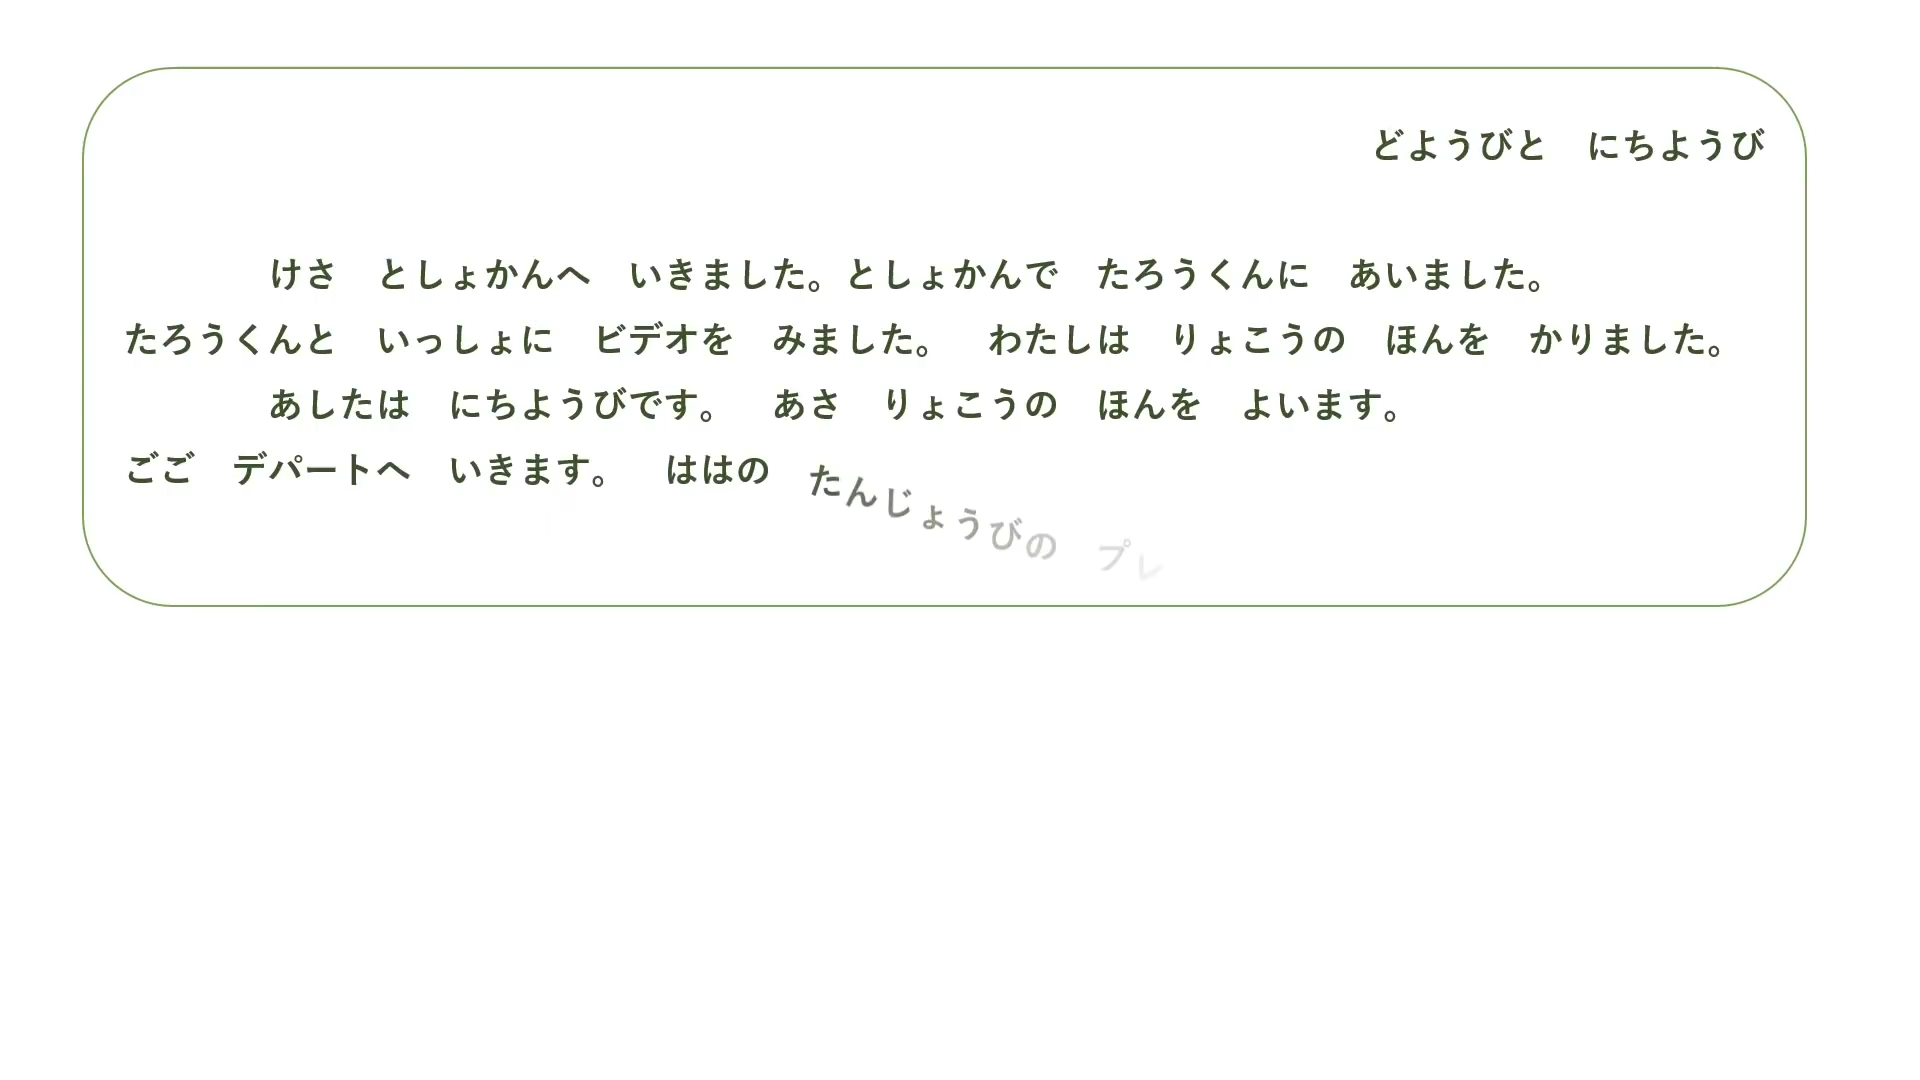 どようびと　にちようび
けさ　としょかんへ　いきました。としょかんで　たろうくんに　あいました。
たろうくんと　いっしょに　ビデオを　みました。　わたしは　りょこうの　ほんを　かりました。
あしたは　にちようびです。　あさ　りょこうの　ほんを　よいます。
ごご　デパートへ　いきます。　ははの　たんじょうびの　プレ